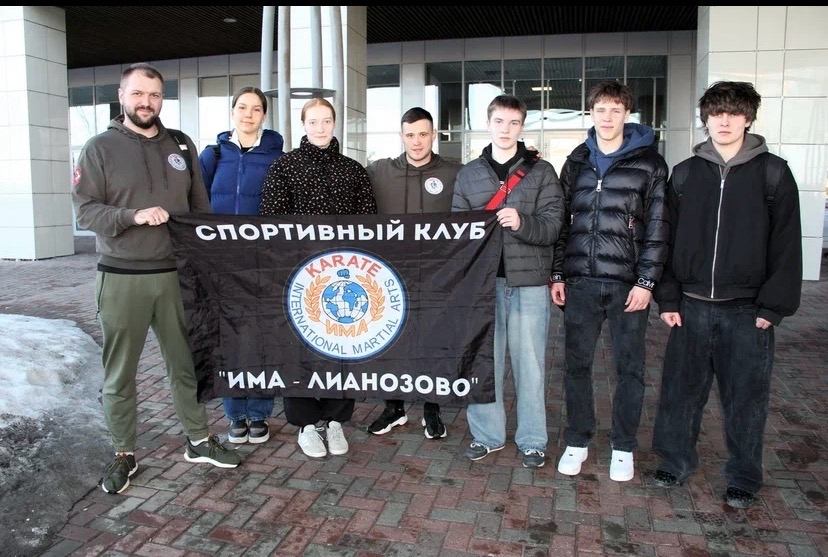 СПОРТИВНЫЙ КЛУБ
KARATE
INTERNATIONAL MARTIAL ARTS
ИМА
"ИМА - ЛИАНОЗОВО"